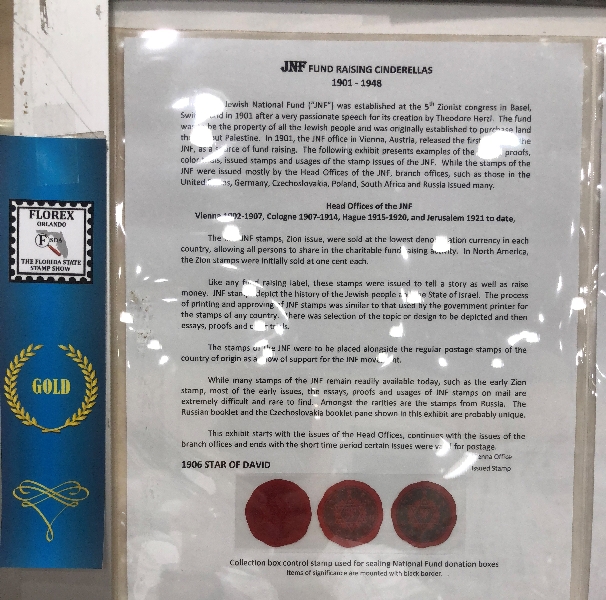 JNF FUND RAISING CINDERELLAS
1901 - 1948
Jewish National Fund ("JNF") was established at the 5th Zionist congress in Basel,
in 1901 after a very passionate speech for its creation by Theodore Herzl. The fund
be the property of all the Jewish people and was originally established to purchase land
Palestine. In 1901, the JNF office in Vienna, Austria, released the first
JNF, as a of fund raising. The following exhibit presents examples of the proofs,
issued stamps and usages of the stamp issues of the JNF. While the stamps of the
JNF were issued mostly by the Head Offices of the JNF, branch offices, such as those in the
United Germany, Czechoslovakia, Poland, South Africa and Russia issued many.
Head Offices of the JNF
Vienna 1902-1907, Cologne 1907-1914, Hague 1915-1920, and Jerusalem 1921 to date,
The JNF stamps, Zion issue, were sold at the lowest denomination currency in each
country, allowing all persons to share in the charitable fund raising activity. In North America,
the Zion stamps were initially sold at one cent each.
Like any fund raising label, these stamps were issued to tell a story as well as raise
money. JNF stamps depict the history of the Jewish people and the State of Israel. The process
of printing and approving of JNF stamps was similar to that used by the government printer for
the stamps of any country. There was selection of the topic or design to be depicted and then
essays, proofs and
The stamps of the JNF were to be placed alongside the regular postage stamps of the
country of origin as a show of support for the JNF movement.
While many stamps of the JNF remain readily available today, such as the early Zion
stamp, most of the early issues, the essays, proofs and usages of JNF stamps on mail are
extremely difficult and rare to find. Amongst the rarities are the stamps from Russia. The
Russian booklet and the Czechoslovakia booklet pane shown in this exhibit are probably unique.
This exhibit starts with the issues of the Head Offices, continues with the issues of the
branch offices and ends with the short time period certain issues were valid for postage.
Office
Issued Stamp
1906 STAR OF DAVID
Collection box control stamp used for sealing National Fund donation boxes
Items of significance are mounted with black border.
FLOREX
ORLANDO
FSDA
THE FLORIDA STATE
STAMP SHOW
GOLD